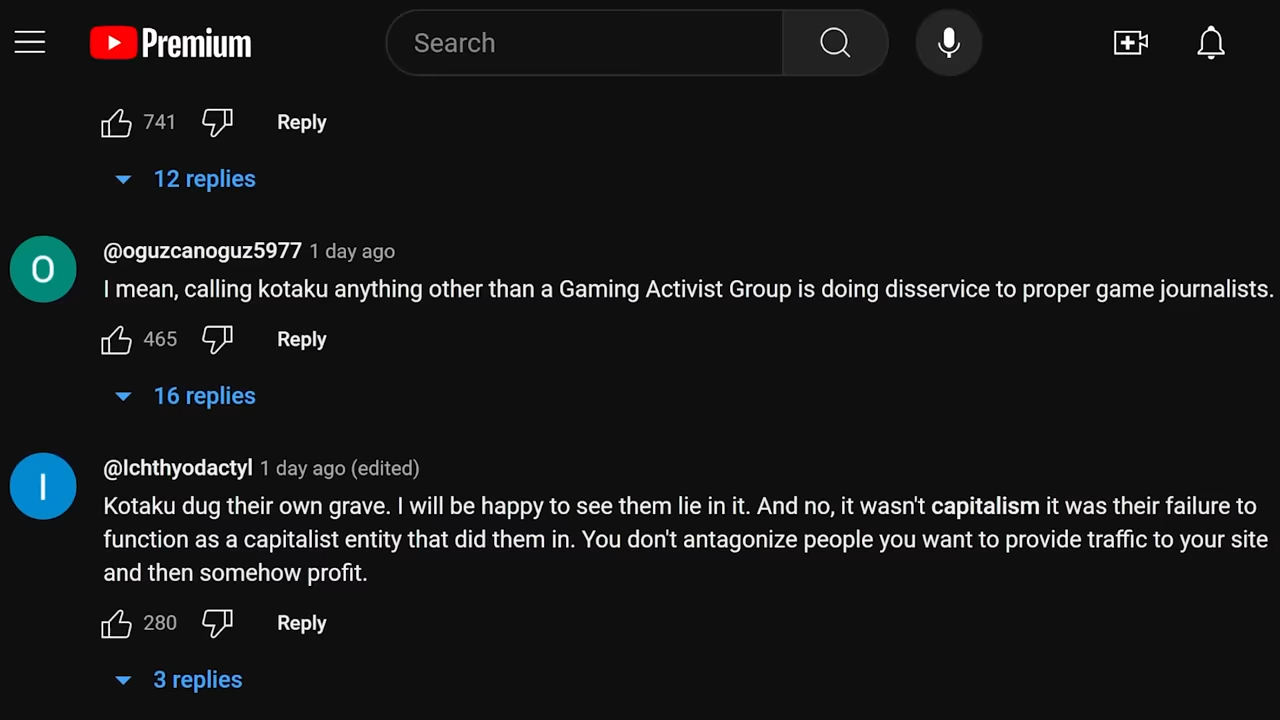 Premium
Search
741
Reply
12 replies
O
@oguzcanoguz5977 1 day ago
I mean, calling kotaku anything other than a Gaming Activist Group is doing disservice to proper game journalists.
465
Reply
16 replies
I
@Ichthyodactyl 1 day ago (edited)
Kotaku dug their own grave. I will be happy to see them lie in it. And no, it wasn't capitalism it was their failure to
function as a capitalist entity that did them in. You don't antagonize people you want to provide traffic to your site
and then somehow profit.
280
Reply
3 replies